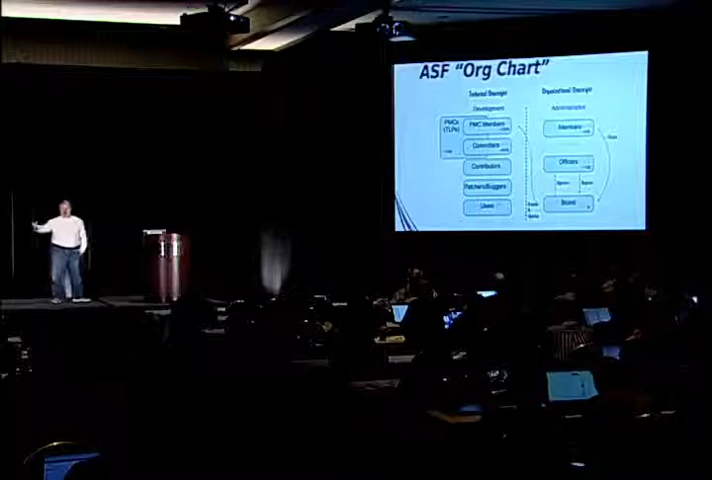 ASF “Org Chart”
Technical Oversight
Organizational Oversight
Development
Administrative
PMCs
(TLPs)
PMC Members
Members
Committers
Contributors
Officers
Patchers/Buggers
Users
Board